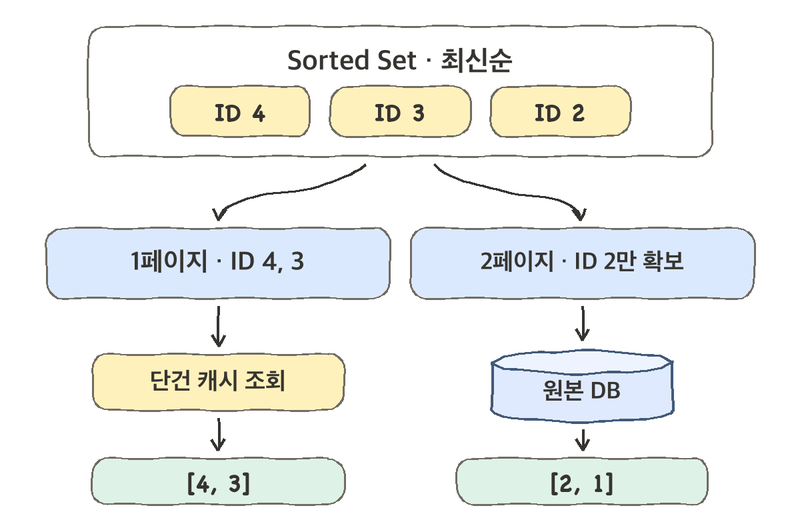 Sorted Set · 최신순
ID 4
ID 3
ID 2
1페이지 · ID 4, 3
2페이지 · ID 2만 확보
단건 캐시 조회
원본 DB
[4, 3]
[2, 1]